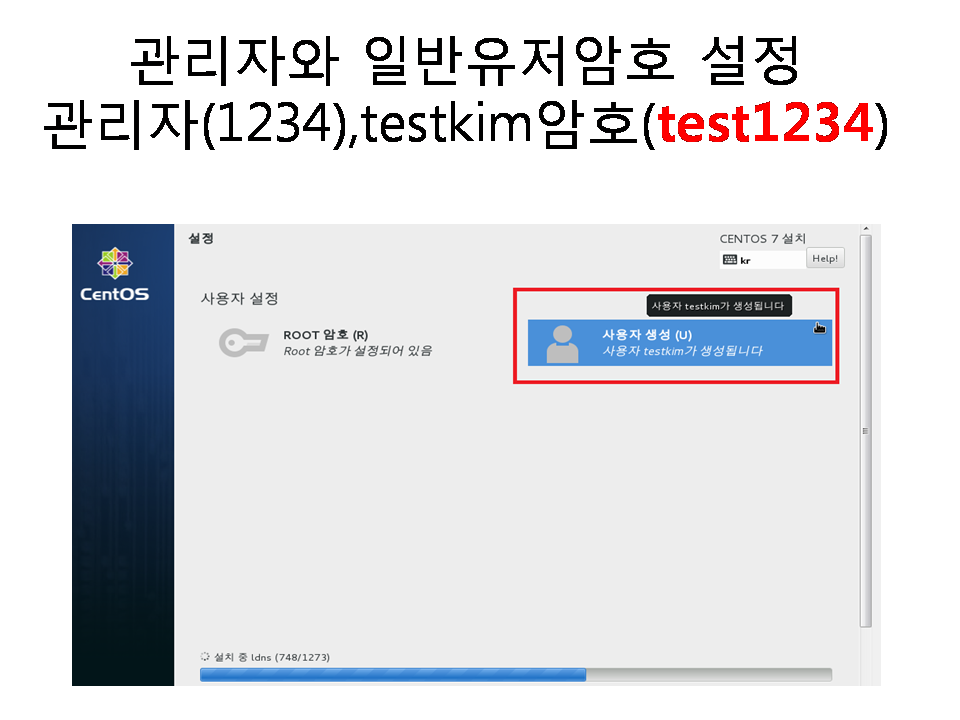 관리자와 일반유저암호 설정
관리자(1234),testkim암호(test1234)
CentOS
설정
CENTOS 7 설치
kr
Help!
사용자 설정
사용자 testkim가 생성됩니다
ROOT 암호 (R)
Root 암호가 설정되어 있음
사용자 생성 (U)
사용자 testkim가 생성됩니다
설치 중 ldns (748/1273)